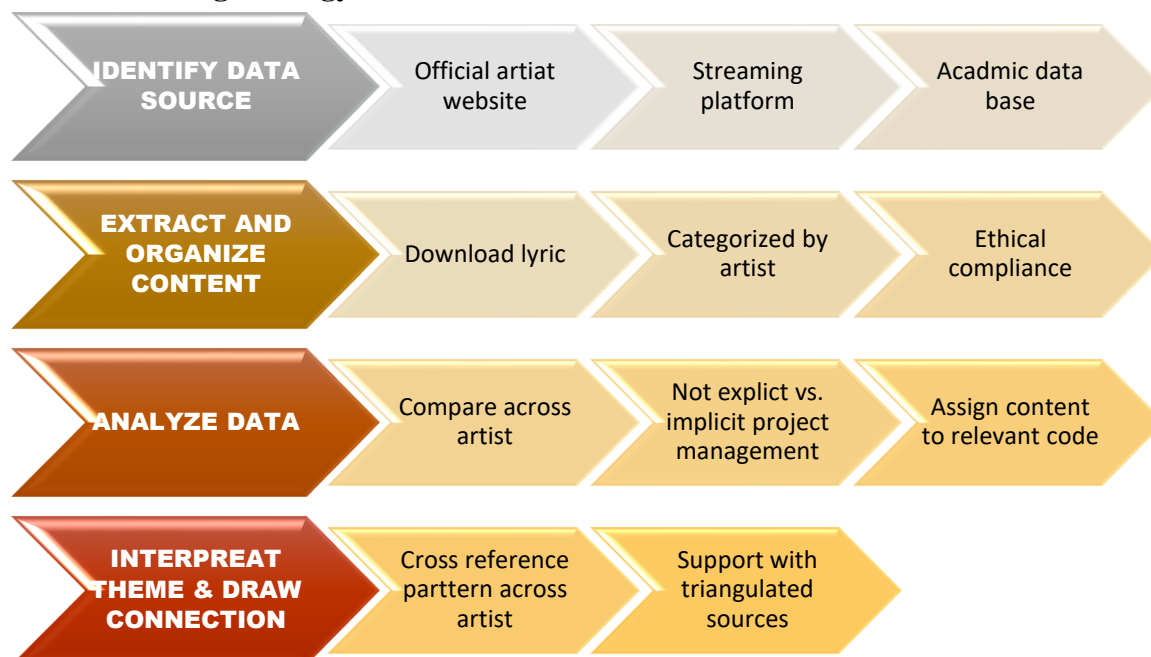 IDENTIFY DATA
SOURCE
Official artiat
website
Streaming
platform
Acadmic data
base
EXTRACT AND
ORGANIZE
CONTENT
Download lyric
Categorized by
artist
Ethical
compliance
ANALYZE DATA
Compare across
artist
Not explict vs.
implicit project
management
Assign content
to relevant code
INTERPREAT
THEME & DRAW
CONNECTION
Cross reference
parttern across
artist
Support with
triangulated
sources